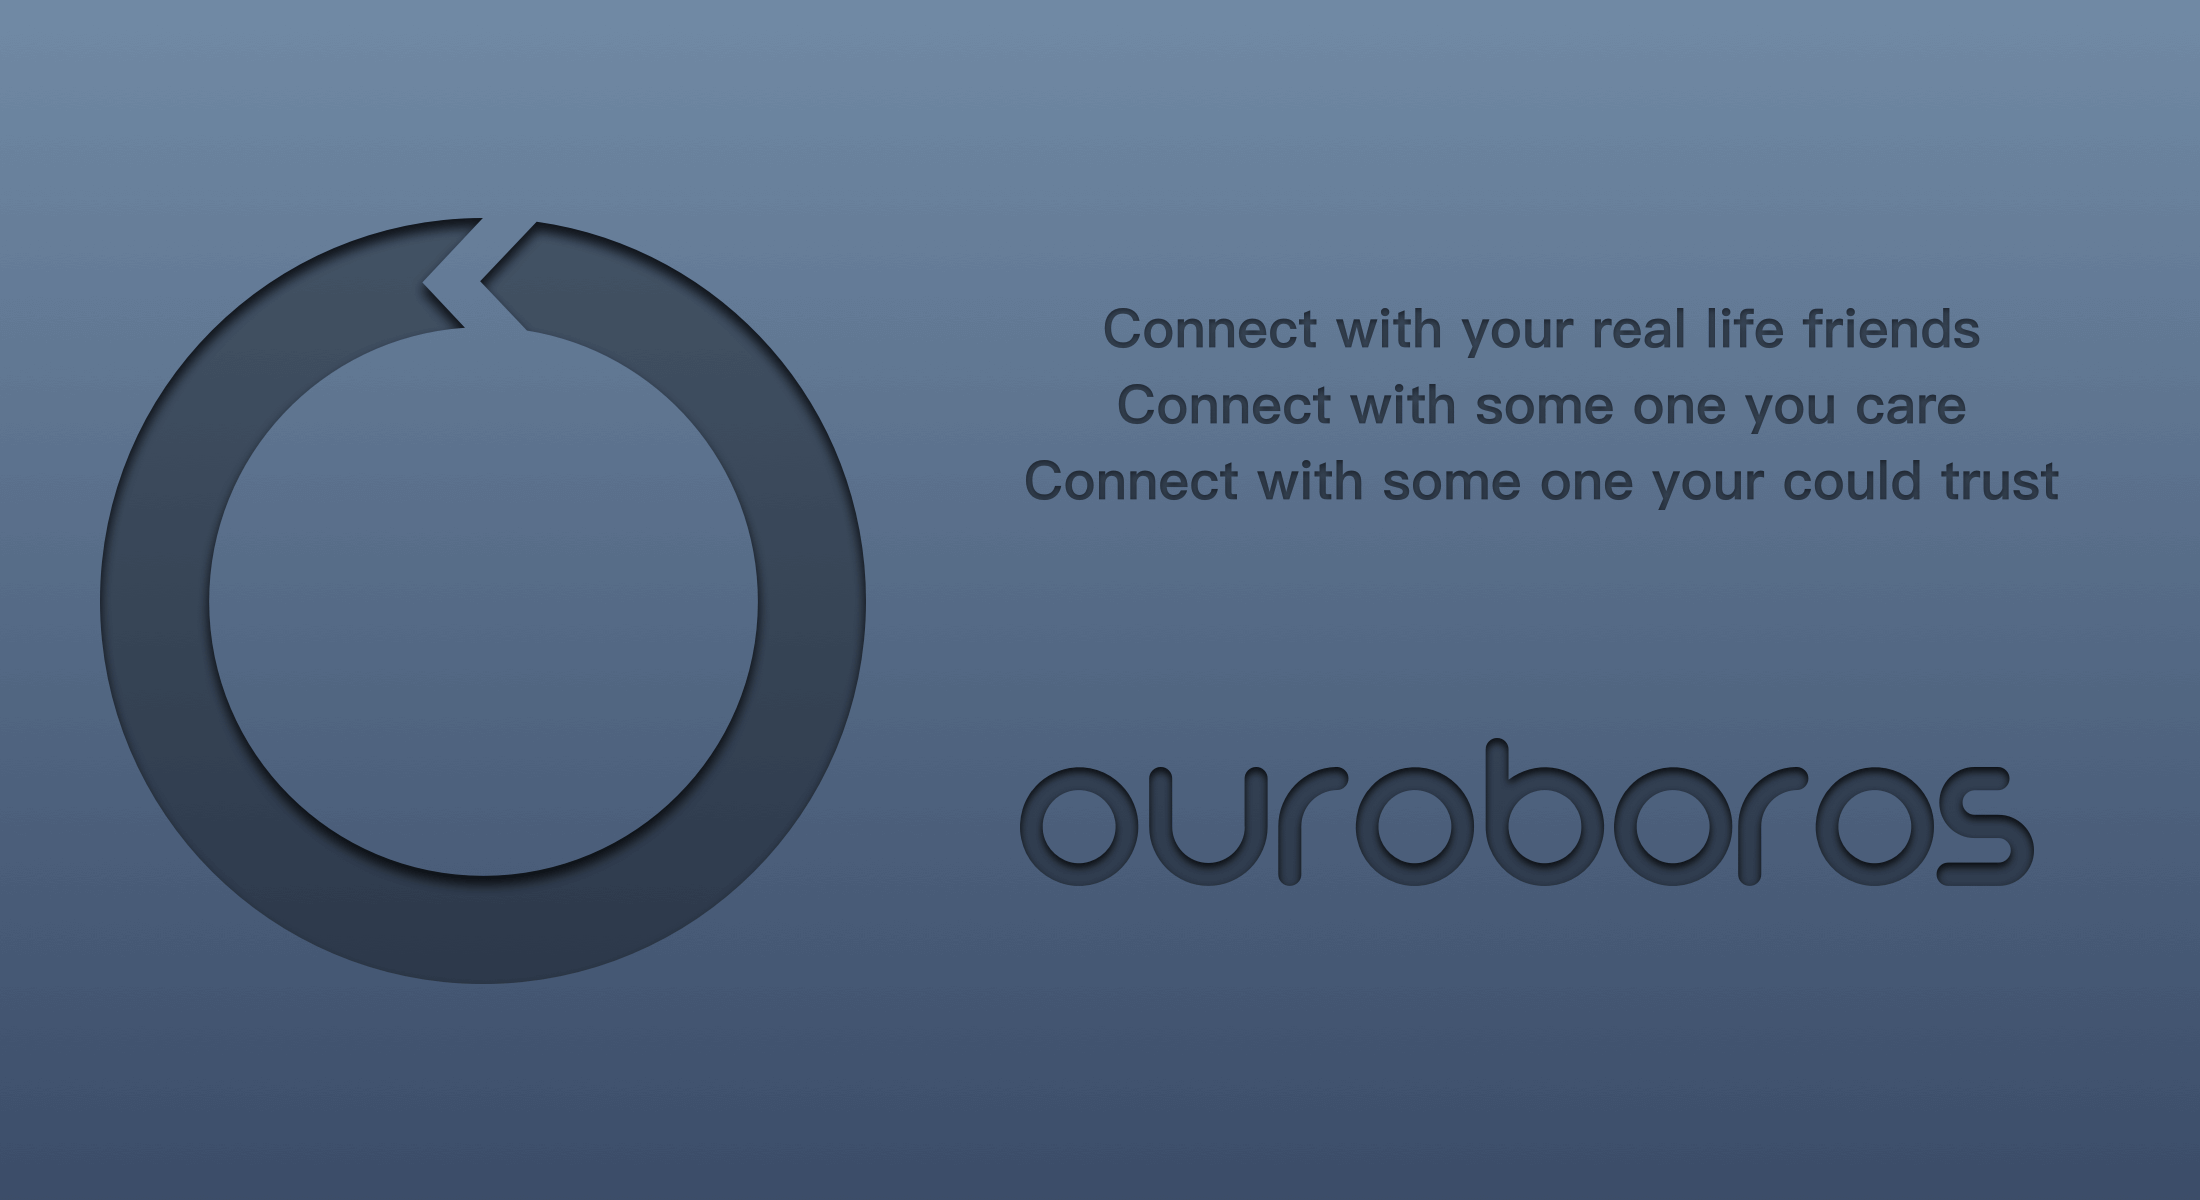 Connect with your real life friends
Connect with some one you care
Connect with some one your could trust
ouroboros